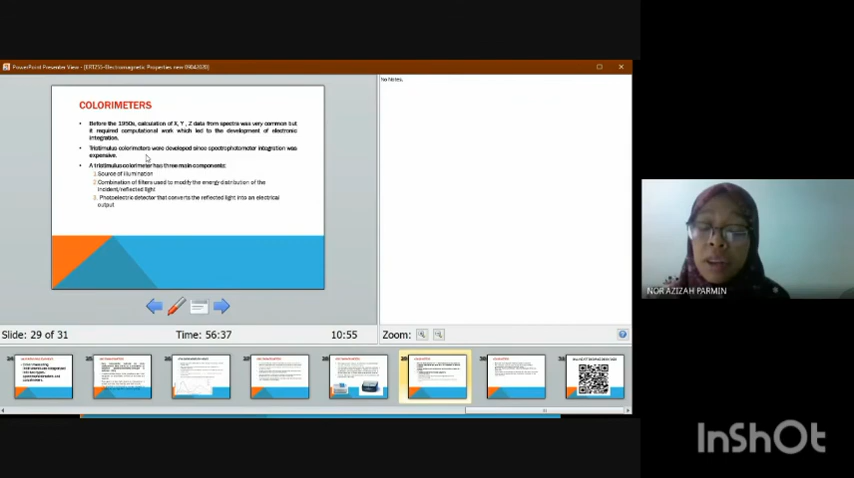 PowerPoint Presenter View - [ERT255-Electromagnetic Properties new 09042020]
COLORIMETERS
• Before the 1950s, calculation of X, Y , Z data from spectra was very common but
it required computational work which led to the development of electronic
integration.
• Tristimulus colorimeters were developed since spectrophotometer integration was
expensive.
• A tristimulus colorimeter has three main components:
1. Source of illumination
2. Combination of filters used to modify the energy distribution of the
incident/reflected light
3. Photoelectric detector that converts the reflected light into an electrical
output
No Notes.
Slide: 29 of 31
Time: 56:37
10:55
Zoom:
NOR AZIZAH PARMIN
InShOt